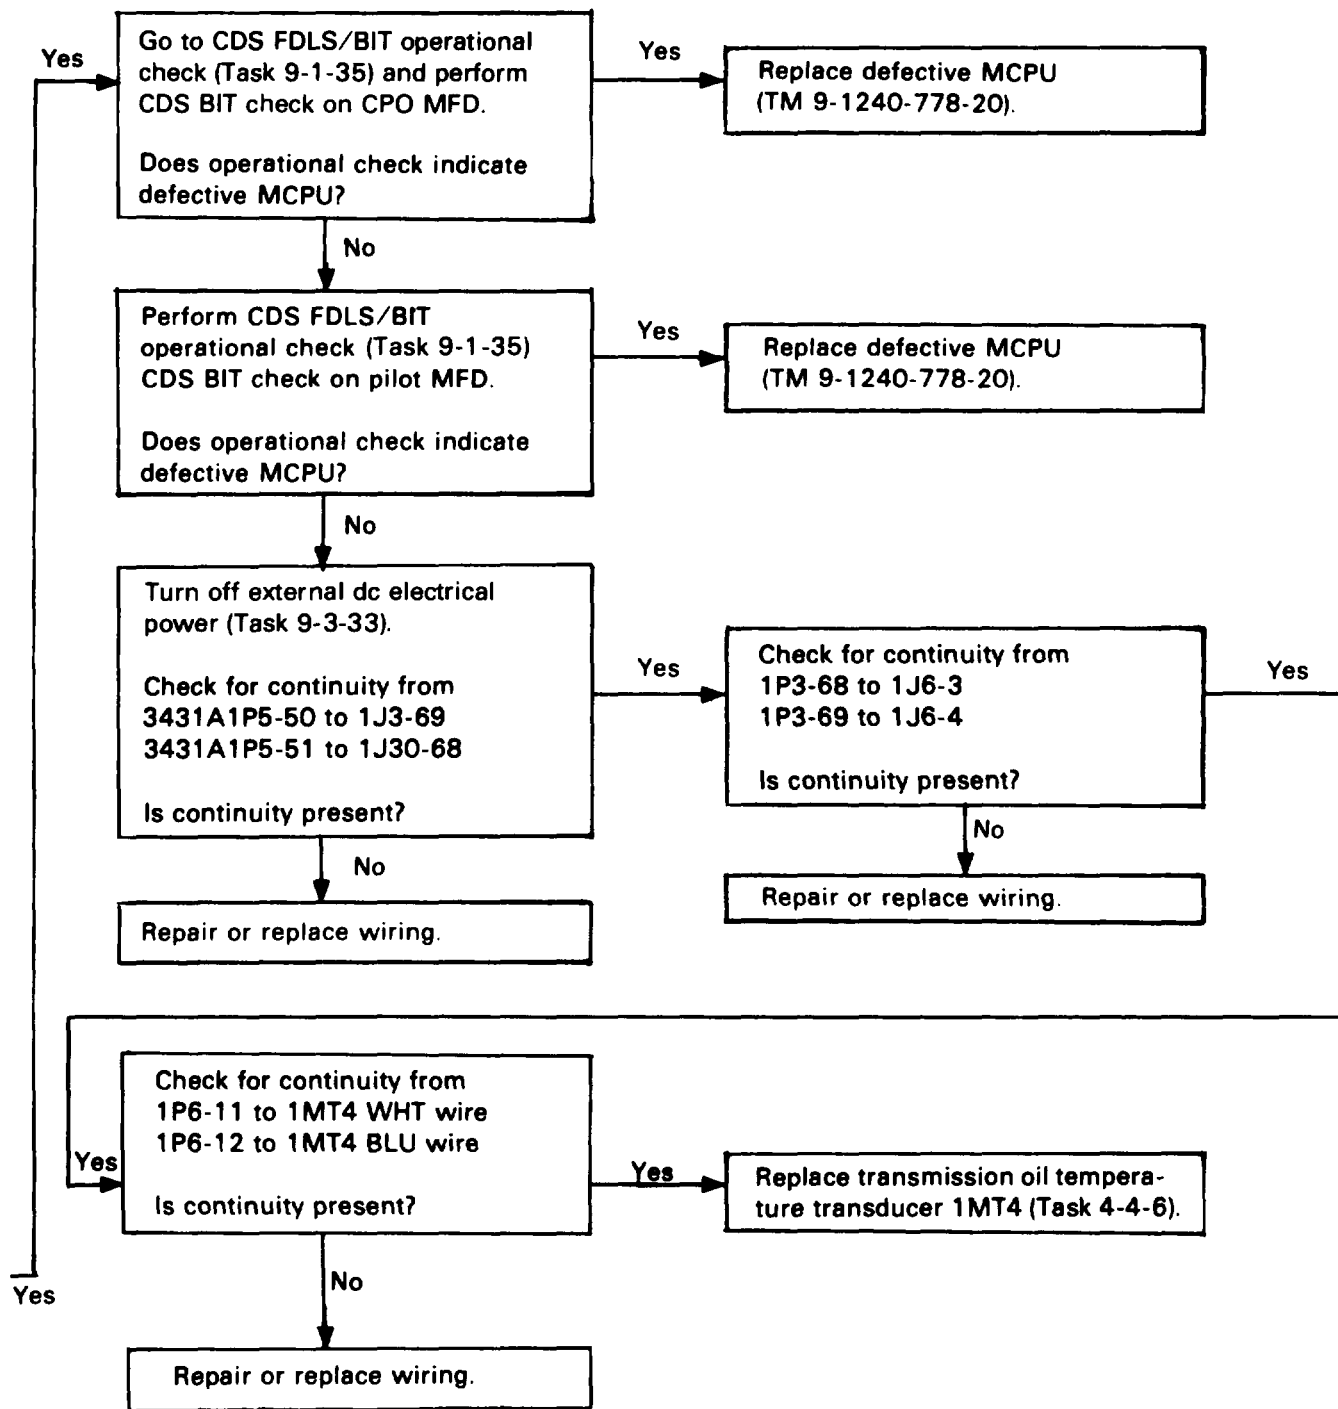 Yes
Go to CDS FDLS/BIT operational
check (Task 9-1-35) and perform
CDS BIT check on CPO MFD.
Does operational check indicate
defective MCPU?
Yes
Replace defective MCPU
(TM 9-1240-778-20).
No
Perform CDS FDLS/BIT
operational check (Task 9-1-35)
CDS BIT check on pilot MFD.
Does operational check indicate
defective MCPU?
Yes
Replace defective MCPU
(TM 9-1240-778-20).
No
Turn off external dc electrical
power (Task 9-3-33).
Check for continuity from
3431A1P5-50 to 1J3-69
3431A1P5-51 to 1J30-68
Is continuity present?
Yes
Check for continuity from
1P3-68 to 1J6-3
1P3-69 to 1J6-4
Is continuity present?
Yes
No
Repair or replace wiring.
No
Repair or replace wiring.
Yes
Check for continuity from
1P6-11 to 1MT4 WHT wire
1P6-12 to 1MT4 BLU wire
Is continuity present?
Yes
Replace transmission oil tempera-
ture transducer 1MT4 (Task 4-4-6).
No
Yes
Repair or replace wiring.